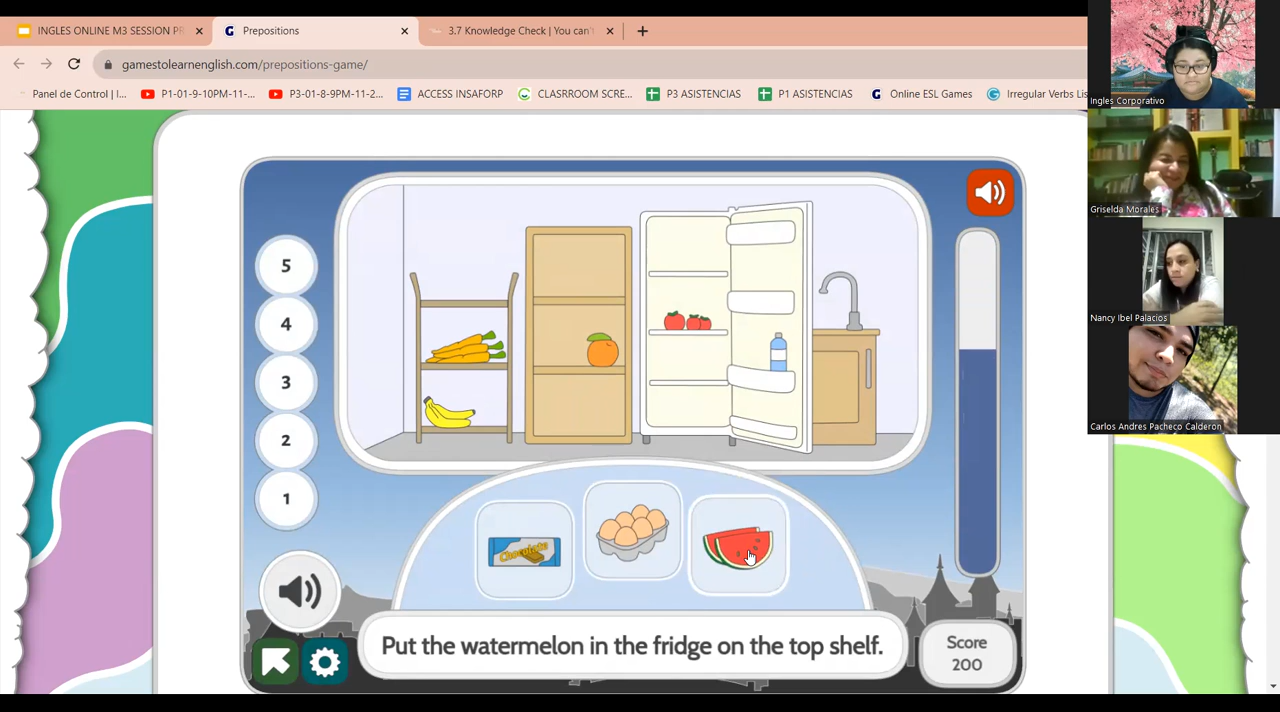 INGLES ONLINE M3 SESSION PR
Prepositions
3.7 Knowledge Check | You can't
gamestolearnenglish.com/prepositions-game/
Panel de Control | I...
P1-01-9-10PM-11-...
P3-01-8-9PM-11-2...
ACCESS INSAFORP
CLASRROOM SCRE...
P3 ASISTENCIAS
P1 ASISTENCIAS
Online ESL Games
Irregular Verbs Lis
Ingles Corporativo
Griselda Morales
Nancy Ibel Palacios
Carlos Andres Pacheco Calderon
5
4
3
2
1
Chocolate
Put the watermelon in the fridge on the top shelf.
Score
200